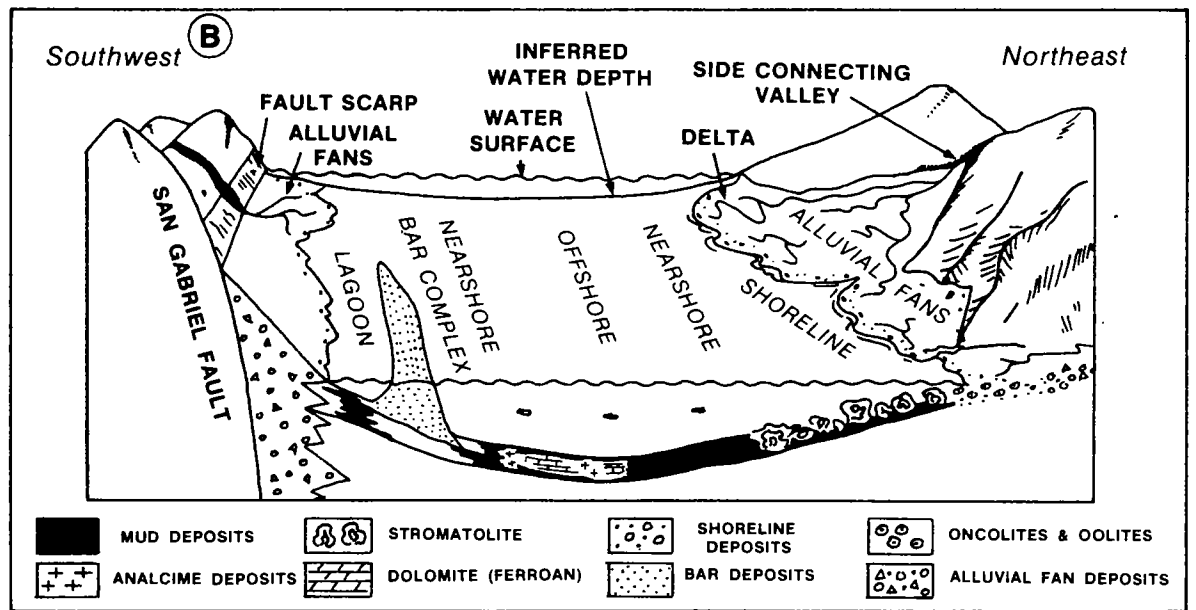 B
Southwest
Northeast
INFERRED
WATER DEPTH
SIDE CONNECTING
VALLEY
FAULT SCARP
ALLUVIAL
FANS
WATER
SURFACE
DELTA
SAN GABRIEL FAULT
LAGOON
NEARSHORE
BAR COMPLEX
OFFSHORE
NEARSHORE
SHORELINE
ALLUVIAL
FANS
MUD DEPOSITS
STROMATOLITE
SHORELINE
DEPOSITS
ONCOLITES & OOLITES
ANALCIME DEPOSITS
DOLOMITE (FERROAN)
BAR DEPOSITS
ALLUVIAL FAN DEPOSITS